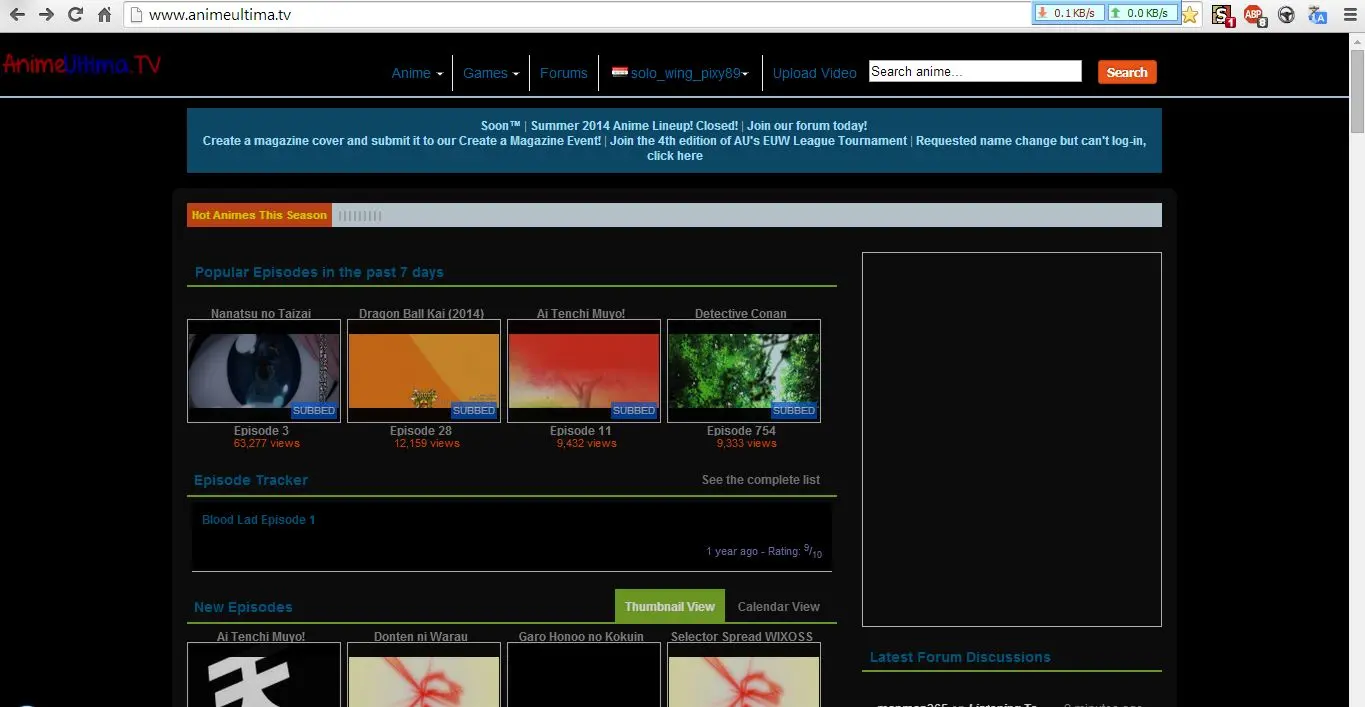 www.animeultima.tv
0.1 KB/s
0.0 KB/s
S
1
ABP
8
AnimeUltima.TV
Anime
Games
Forums
solo_wing_pixy89
Upload Video
Search anime...
Search
Soon™ | Summer 2014 Anime Lineup! Closed! | Join our forum today!
Create a magazine cover and submit it to our Create a Magazine Event! | Join the 4th edition of AU's EUW League Tournament | Requested name change but can't log-in,
click here
Hot Animes This Season
Popular Episodes in the past 7 days
Nanatsu no Taizai
Dragon Ball Kai (2014)
Ai Tenchi Muyo!
Detective Conan
SUBBED
SUBBED
SUBBED
SUBBED
Episode 3
Episode 28
Episode 11
Episode 754
63,277 views
12,159 views
9,432 views
9,333 views
Episode Tracker
See the complete list
Blood Lad Episode 1
1 year ago - Rating: 9/10
New Episodes
Thumbnail View
Calendar View
Ai Tenchi Muyo!
Donten ni Warau
Garo Honoo no Kokuin
Selector Spread WIXOSS
Latest Forum Discussions